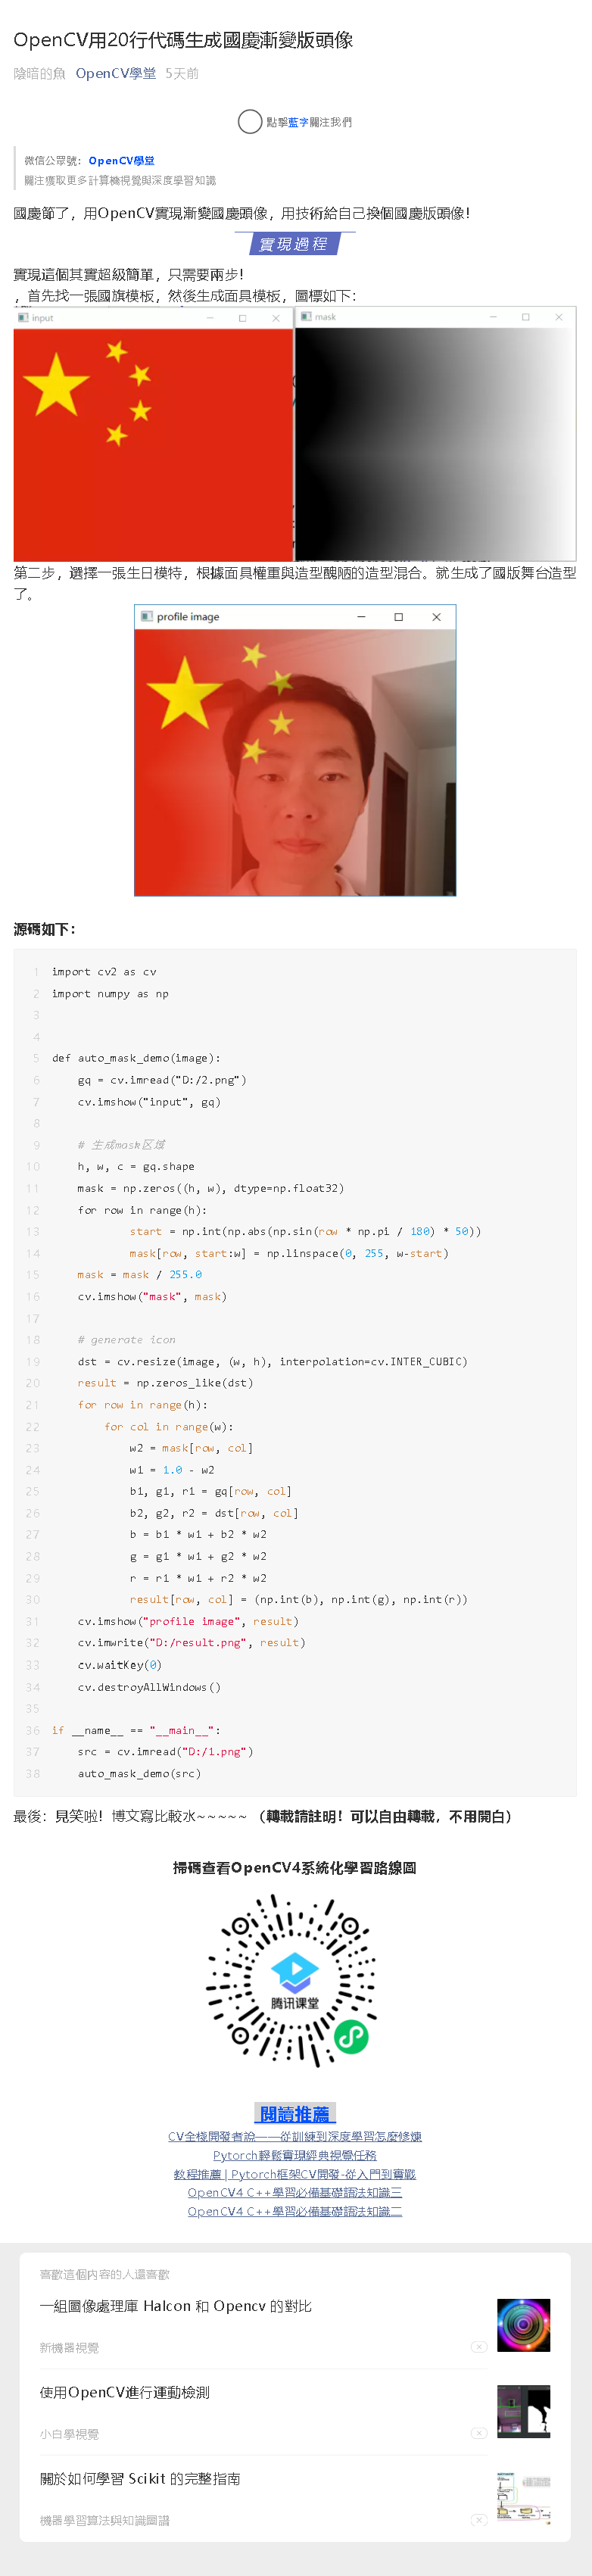 OpenCV用20行代碼生成國慶漸變版頭像
陰暗的魚 OpenCV學堂 5天前
點擊藍字關注我們
微信公眾號：OpenCV學堂
關注獲取更多計算機視覺與深度學習知識
國慶節了，用OpenCV實現漸變國慶頭像，用技術給自己換個國慶版頭像！
實現過程
實現這個其實超級簡單，只需要兩步！
，首先找一張國旗模板，然後生成面具模板，圖標如下：
input
mask
第二步，選擇一張生日模特，根據面具權重與造型醜陋的造型混合。就生成了國版舞台造型
了。
profile image
源碼如下：
1 import cv2 as cv
2 import numpy as np
3
4
5 def auto_mask_demo(image):
6     gq = cv.imread("D:/2.png")
7     cv.imshow("input", gq)
8
9     # 生成mask区域
10     h, w, c = gq.shape
11     mask = np.zeros((h, w), dtype=np.float32)
12     for row in range(h):
13             start = np.int(np.abs(np.sin(row * np.pi / 180) * 50))
14             mask[row, start:w] = np.linspace(0, 255, w-start)
15     mask = mask / 255.0
16     cv.imshow("mask", mask)
17
18     # generate icon
19     dst = cv.resize(image, (w, h), interpolation=cv.INTER_CUBIC)
20     result = np.zeros_like(dst)
21     for row in range(h):
22         for col in range(w):
23             w2 = mask[row, col]
24             w1 = 1.0 - w2
25             b1, g1, r1 = gq[row, col]
26             b2, g2, r2 = dst[row, col]
27             b = b1 * w1 + b2 * w2
28             g = g1 * w1 + g2 * w2
29             r = r1 * w1 + r2 * w2
30             result[row, col] = (np.int(b), np.int(g), np.int(r))
31     cv.imshow("profile image", result)
32     cv.imwrite("D:/result.png", result)
33     cv.waitKey(0)
34     cv.destroyAllWindows()
35
36 if __name__ == "__main__":
37     src = cv.imread("D:/1.png")
38     auto_mask_demo(src)
最後：見笑啦！博文寫比較水~~~~~ （轉載請註明！可以自由轉載，不用開白）
掃碼查看OpenCV4系統化學習路線圖
腾讯课堂
閱讀推薦
CV全棧開發者說——從訓練到深度學習怎麼修煉
Pytorch輕鬆實現經典視覺任務
教程推薦 | Pytorch框架CV開發-從入門到實戰
OpenCV4 C++學習必備基礎語法知識三
OpenCV4 C++學習必備基礎語法知識二
喜歡這個內容的人還喜歡
一組圖像處理庫 Halcon 和 Opencv 的對比
新機器視覺
使用OpenCV進行運動檢測
小白學視覺
關於如何學習 Scikit 的完整指南
機器學習算法與知識圖譜